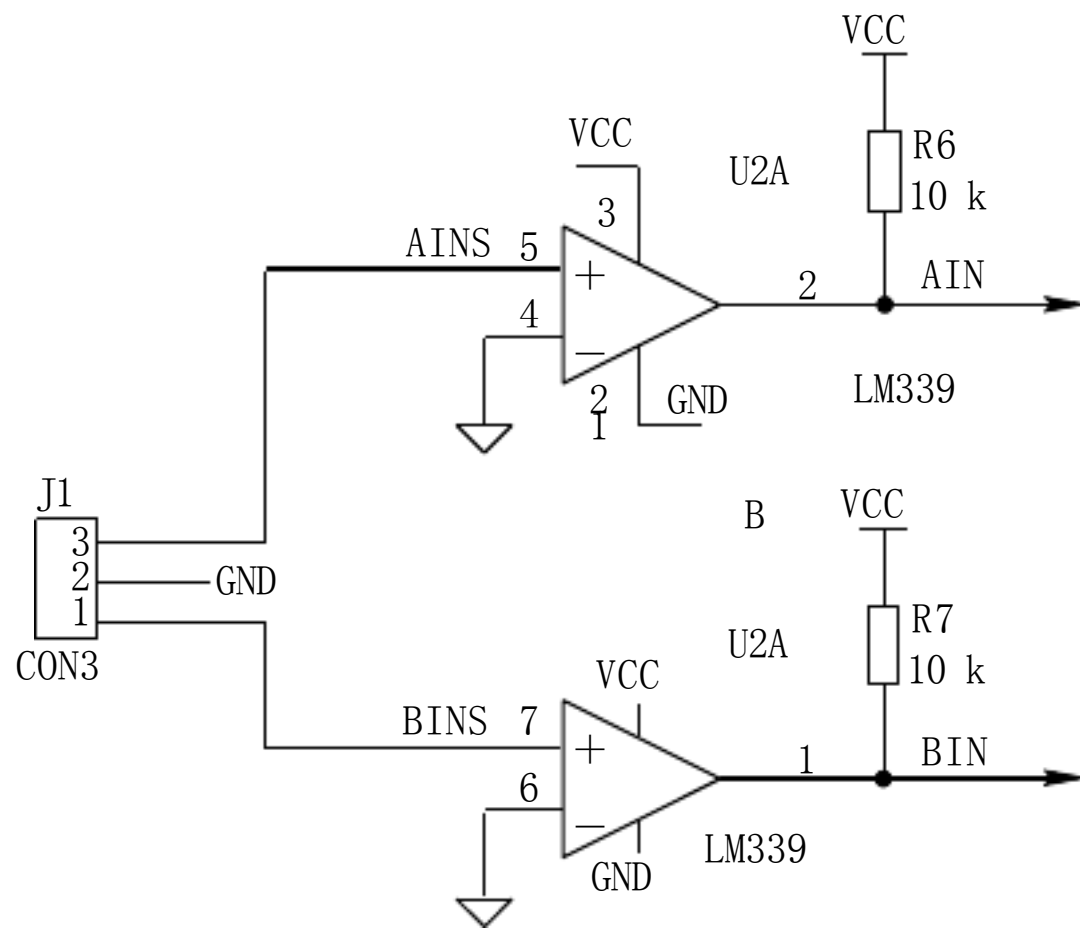 VCC
R6
10 k
VCC
U2A
3
AINS 5
+
4
−
2
AIN
2
1
GND
LM339
J1
3
2
GND
1
CON3
B
VCC
R7
10 k
U2A
VCC
BINS 7
+
6
−
1
BIN
GND
LM339